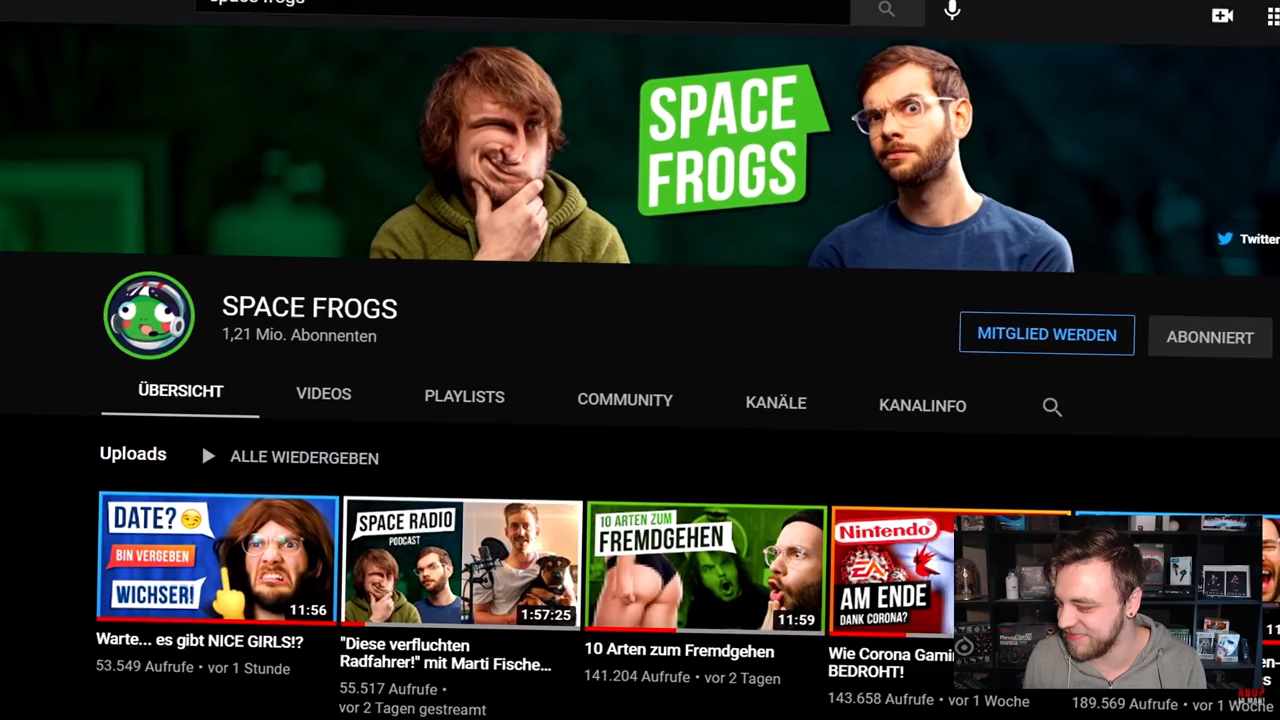 space frogs
SPACE
FROGS
Twitter
SPACE FROGS
1,21 Mio. Abonnenten
MITGLIED WERDEN
ABONNIERT
ÜBERSICHT
VIDEOS
PLAYLISTS
COMMUNITY
KANÄLE
KANALINFO
Uploads
ALLE WIEDERGEBEN
DATE?
BIN VERGEBEN
WICHSER!
11:56
Warte... es gibt NICE GIRLS!?
53.549 Aufrufe • vor 1 Stunde
SPACE RADIO
PODCAST
1:57:25
"Diese verfluchten
Radfahrer!" mit Marti Fische...
55.517 Aufrufe •
vor 2 Tagen gestreamt
10 ARTEN ZUM
FREMDGEHEN
11:59
10 Arten zum Fremdgehen
141.204 Aufrufe • vor 2 Tagen
Nintendo
EA
AM ENDE
DANK CORONA?
Wie Corona Gami
BEDROHT!
143.658 Aufrufe • vor 1 Woche
189.569 Aufrufe • vor 1 Woche